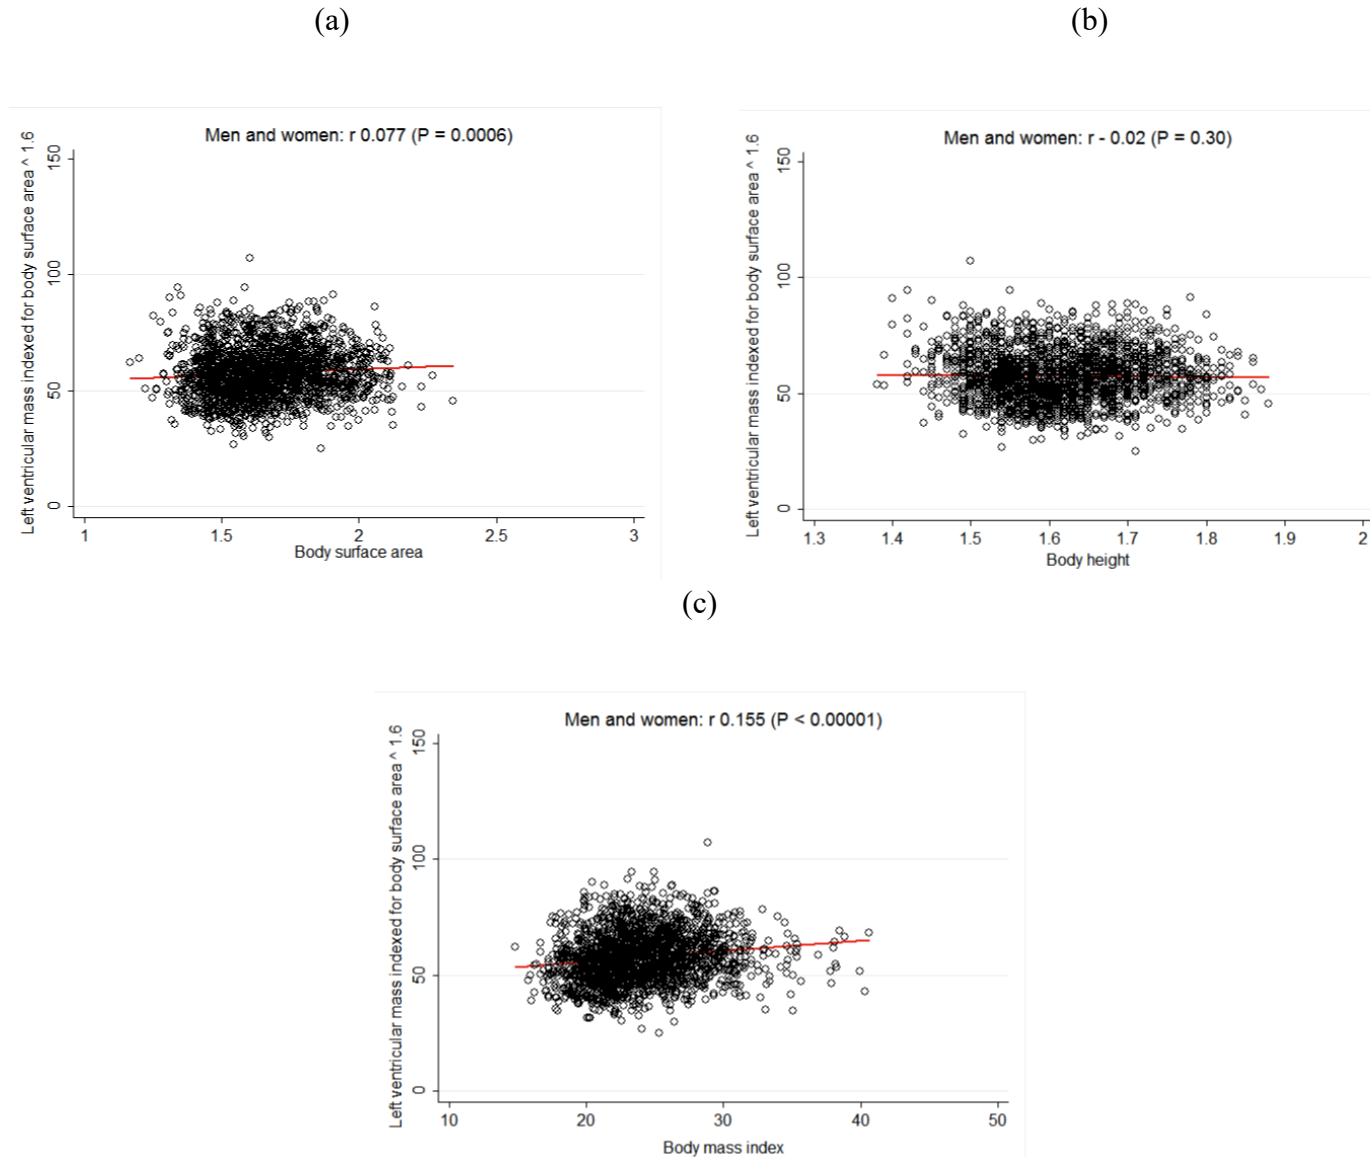 (a)
(b)
Men and women: r 0.077 (P = 0.0006)
Left ventricular mass indexed for body surface area ^ 1.6
150
100
50
0
1 1.5 2 2.5 3
Body surface area
Men and women: r - 0.02 (P = 0.30)
Left ventricular mass indexed for body surface area ^ 1.6
150
100
50
0
1.3 1.4 1.5 1.6 1.7 1.8 1.9 2
Body height
(c)
Men and women: r 0.155 (P < 0.00001)
Left ventricular mass indexed for body surface area ^ 1.6
150
100
50
0
10 20 30 40 50
Body mass index